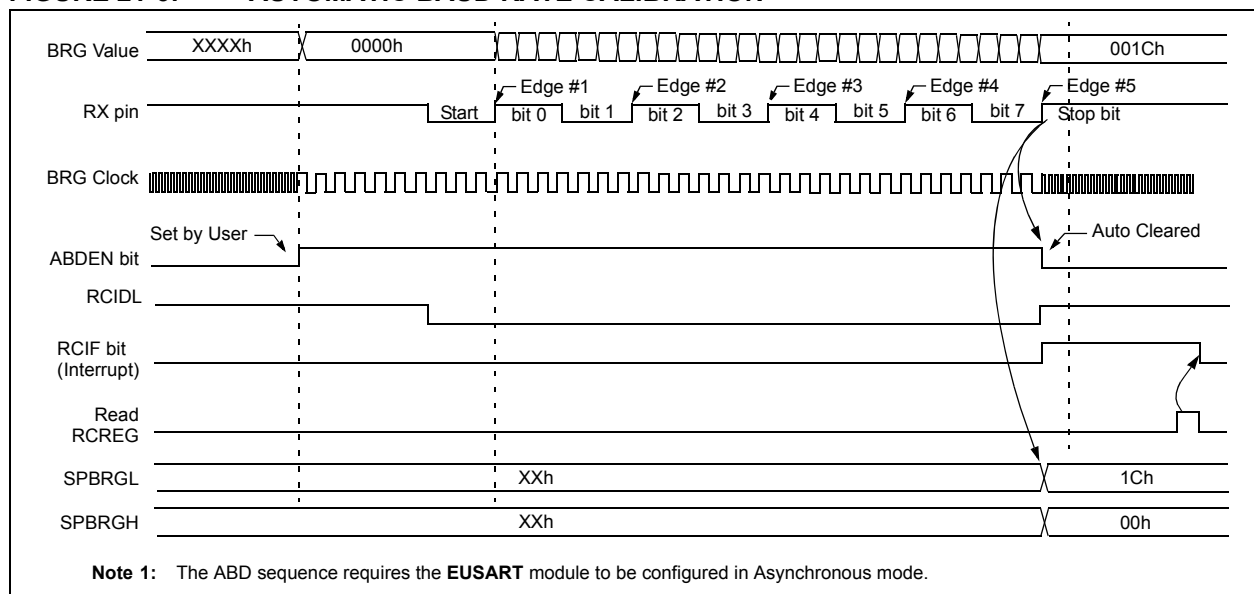 BRG Value XXXXh 0000h 001Ch
Edge #1 Edge #2 Edge #3 Edge #4 Edge #5
RX pin Start bit 0 bit 1 bit 2 bit 3 bit 4 bit 5 bit 6 bit 7 Stop bit
BRG Clock
Set by User Auto Cleared
ABDEN bit
RCIDL
RCIF bit
(Interrupt)
Read
RCREG
SPBRGL XXh 1Ch
SPBRGH XXh 00h
Note 1: The ABD sequence requires the EUSART module to be configured in Asynchronous mode.